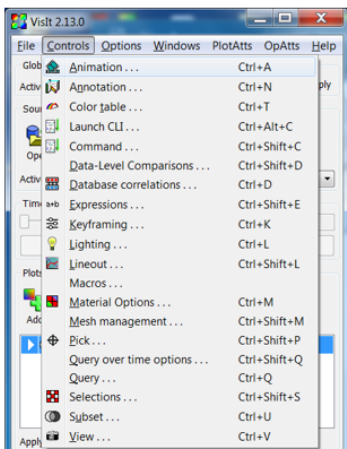 VisIt 2.13.0
File Controls Options Windows PlotAtts OpAtts Help
Animation . . . Ctrl+A
Annotation . . . Ctrl+N
Color table . . . Ctrl+T
Launch CLI . . . Ctrl+Alt+C
Command . . . Ctrl+Shift+C
Data-Level Comparisons . . . Ctrl+Shift+D
Database correlations . . . Ctrl+D
a+b Expressions . . . Ctrl+Shift+E
Keyframing . . . Ctrl+K
Lighting . . . Ctrl+L
Lineout . . . Ctrl+Shift+L
Macros . . .
Material Options . . . Ctrl+M
Mesh management . . . Ctrl+Shift+M
Pick . . . Ctrl+Shift+P
Query over time options . . . Ctrl+Shift+Q
Query . . . Ctrl+Q
Selections . . . Ctrl+Shift+S
Subset . . . Ctrl+U
View . . . Ctrl+V
Apply